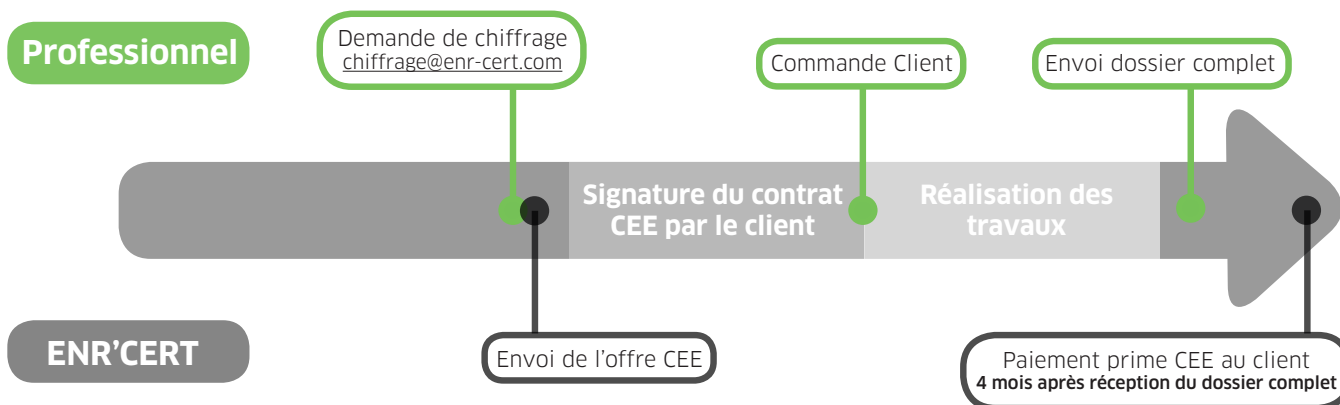 Professionnel
Demande de chiffrage
chiffrage@enr-cert.com
Commande Client
Envoi dossier complet
Signature du contrat
CEE par le client
Réalisation des
travaux
ENR’CERT
Envoi de l’offre CEE
Paiement prime CEE au client
4 mois après réception du dossier complet